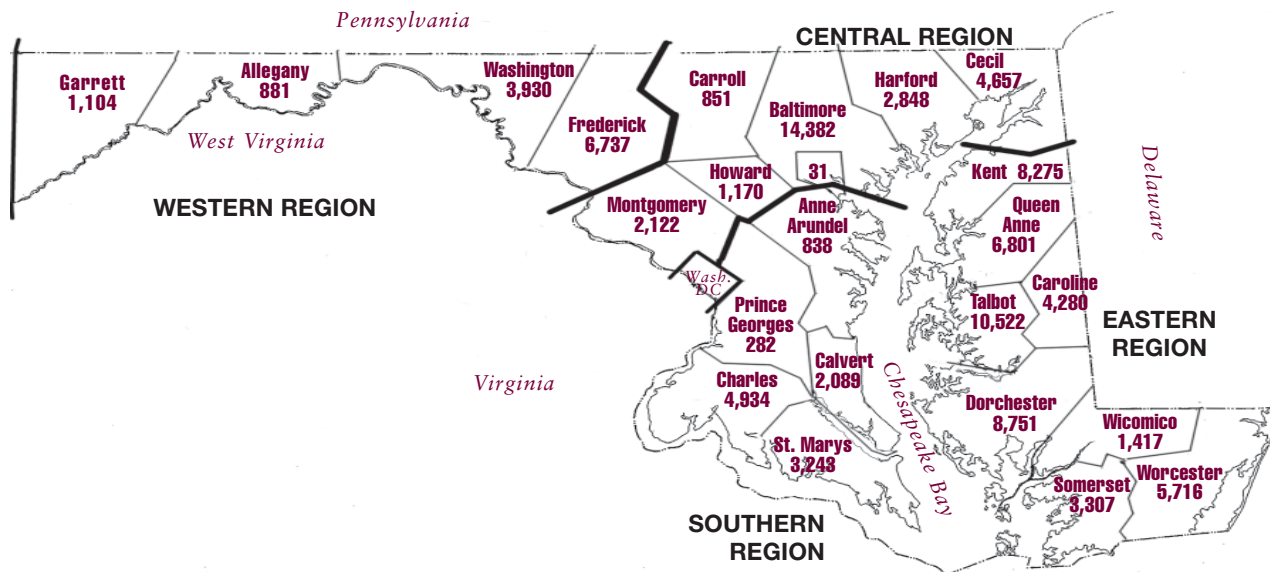 Pennsylvania
CENTRAL REGION
Garrett
1,104
Allegany
881
Washington
3,930
Frederick
6,737
Carroll
851
Baltimore
14,382
Harford
2,848
Cecil
4,657
West Virginia
WESTERN REGION
Montgomery
2,122
Howard
1,170
31
Anne
Arundel
838
Kent 8,275
Queen
Anne
6,801
Delaware
Wash.
DC
Prince
Georges
282
Talbot
10,522
Caroline
4,280
EASTERN
REGION
Virginia
Charles
4,934
Calvert
2,089
Chesapeake Bay
Dorchester
8,751
Wicomico
1,417
St. Marys
3,243
Somerset
3,307
Worcester
5,716
SOUTHERN
REGION